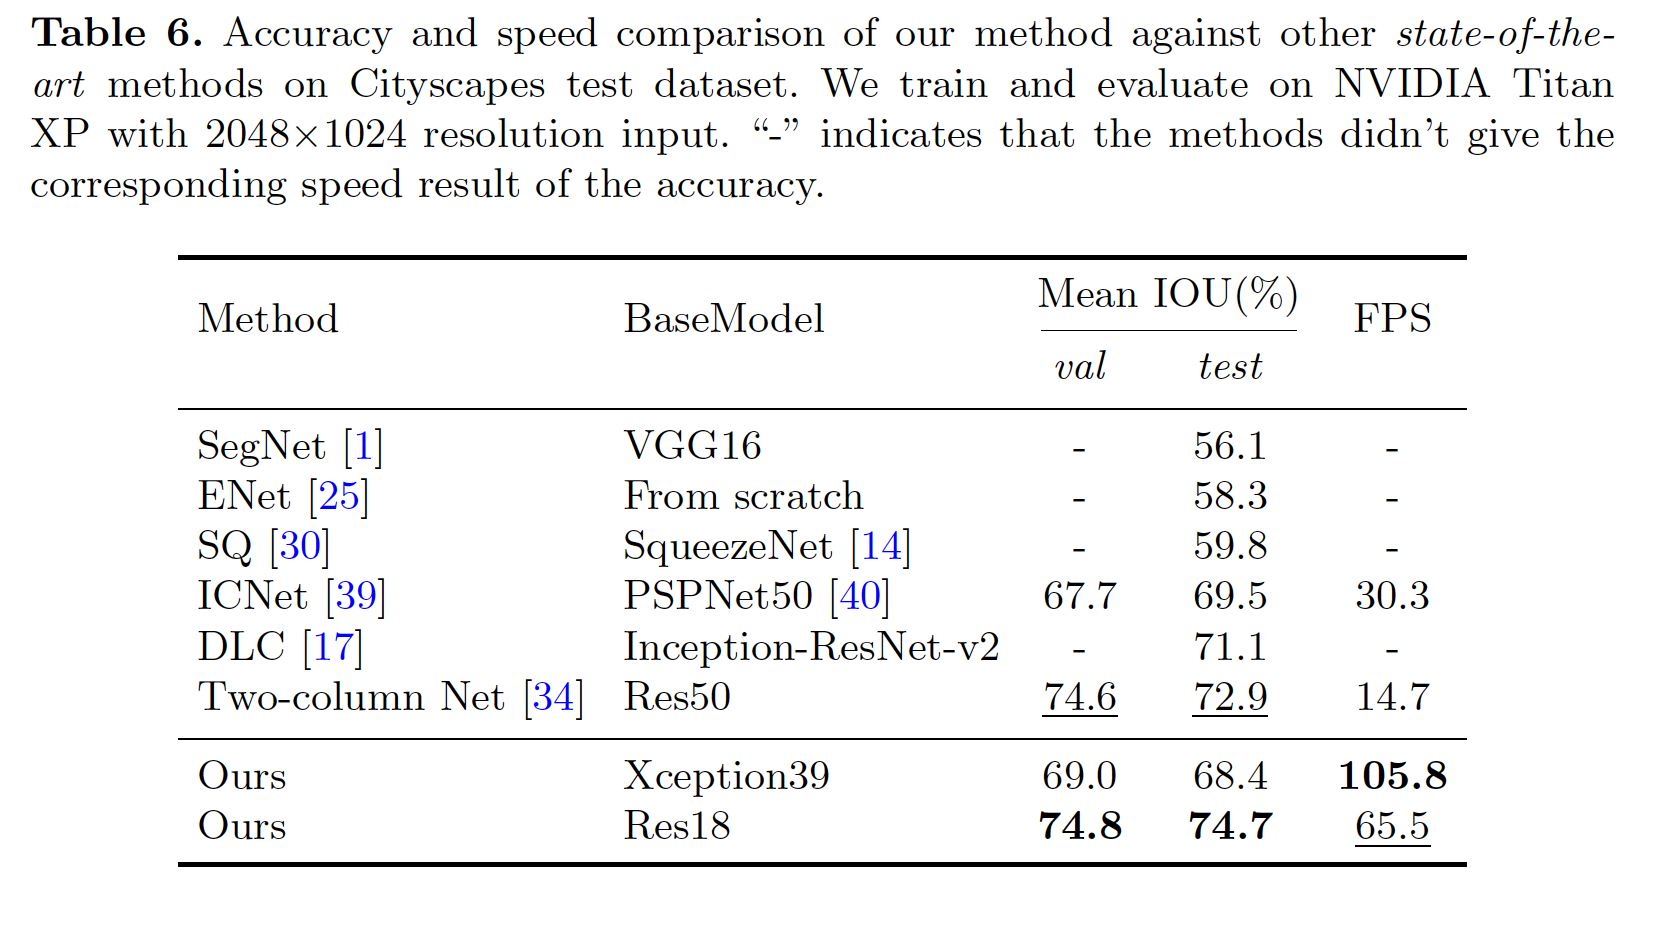 Table 6. Accuracy and speed comparison of our method against other state-of-the-
art methods on Cityscapes test dataset. We train and evaluate on NVIDIA Titan
XP with 2048×1024 resolution input. “-” indicates that the methods didn’t give the
corresponding speed result of the accuracy.
Method BaseModel Mean IOU(%) FPS
val test
SegNet [1] VGG16 - 56.1 -
ENet [25] From scratch - 58.3 -
SQ [30] SqueezeNet [14] - 59.8 -
ICNet [39] PSPNet50 [40] 67.7 69.5 30.3
DLC [17] Inception-ResNet-v2 - 71.1 -
Two-column Net [34] Res50 74.6 72.9 14.7
Ours Xception39 69.0 68.4 105.8
Ours Res18 74.8 74.7 65.5